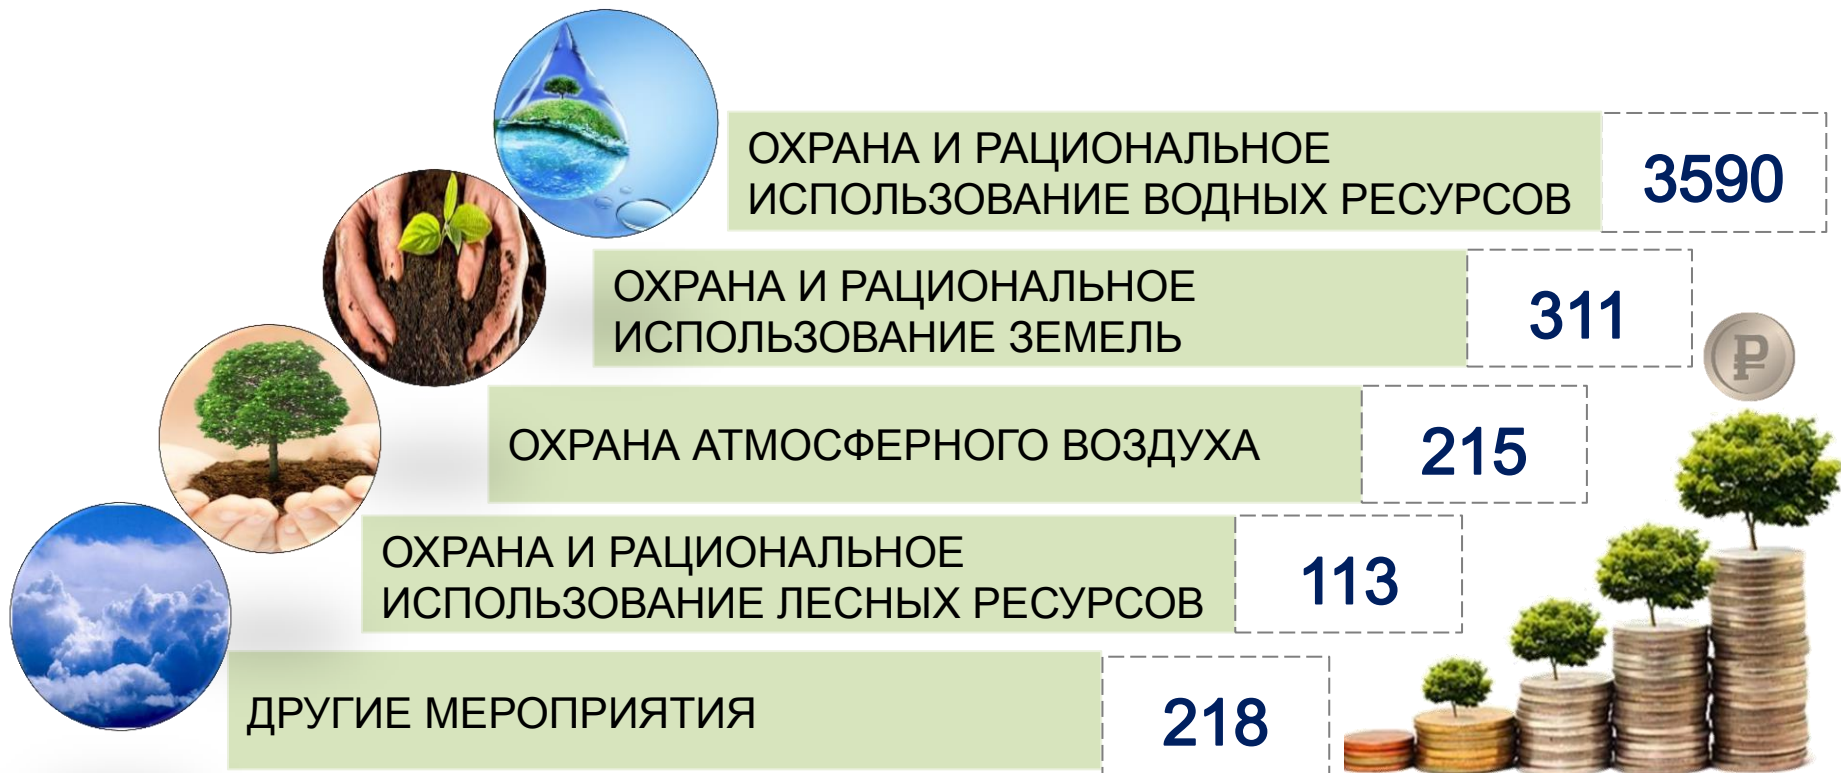 ОХРАНА И РАЦИОНАЛЬНОЕ
ИСПОЛЬЗОВАНИЕ ВОДНЫХ РЕСУРСОВ
3590
ОХРАНА И РАЦИОНАЛЬНОЕ
ИСПОЛЬЗОВАНИЕ ЗЕМЕЛЬ
311
₽
ОХРАНА АТМОСФЕРНОГО ВОЗДУХА
215
ОХРАНА И РАЦИОНАЛЬНОЕ
ИСПОЛЬЗОВАНИЕ ЛЕСНЫХ РЕСУРСОВ
113
ДРУГИЕ МЕРОПРИЯТИЯ
218